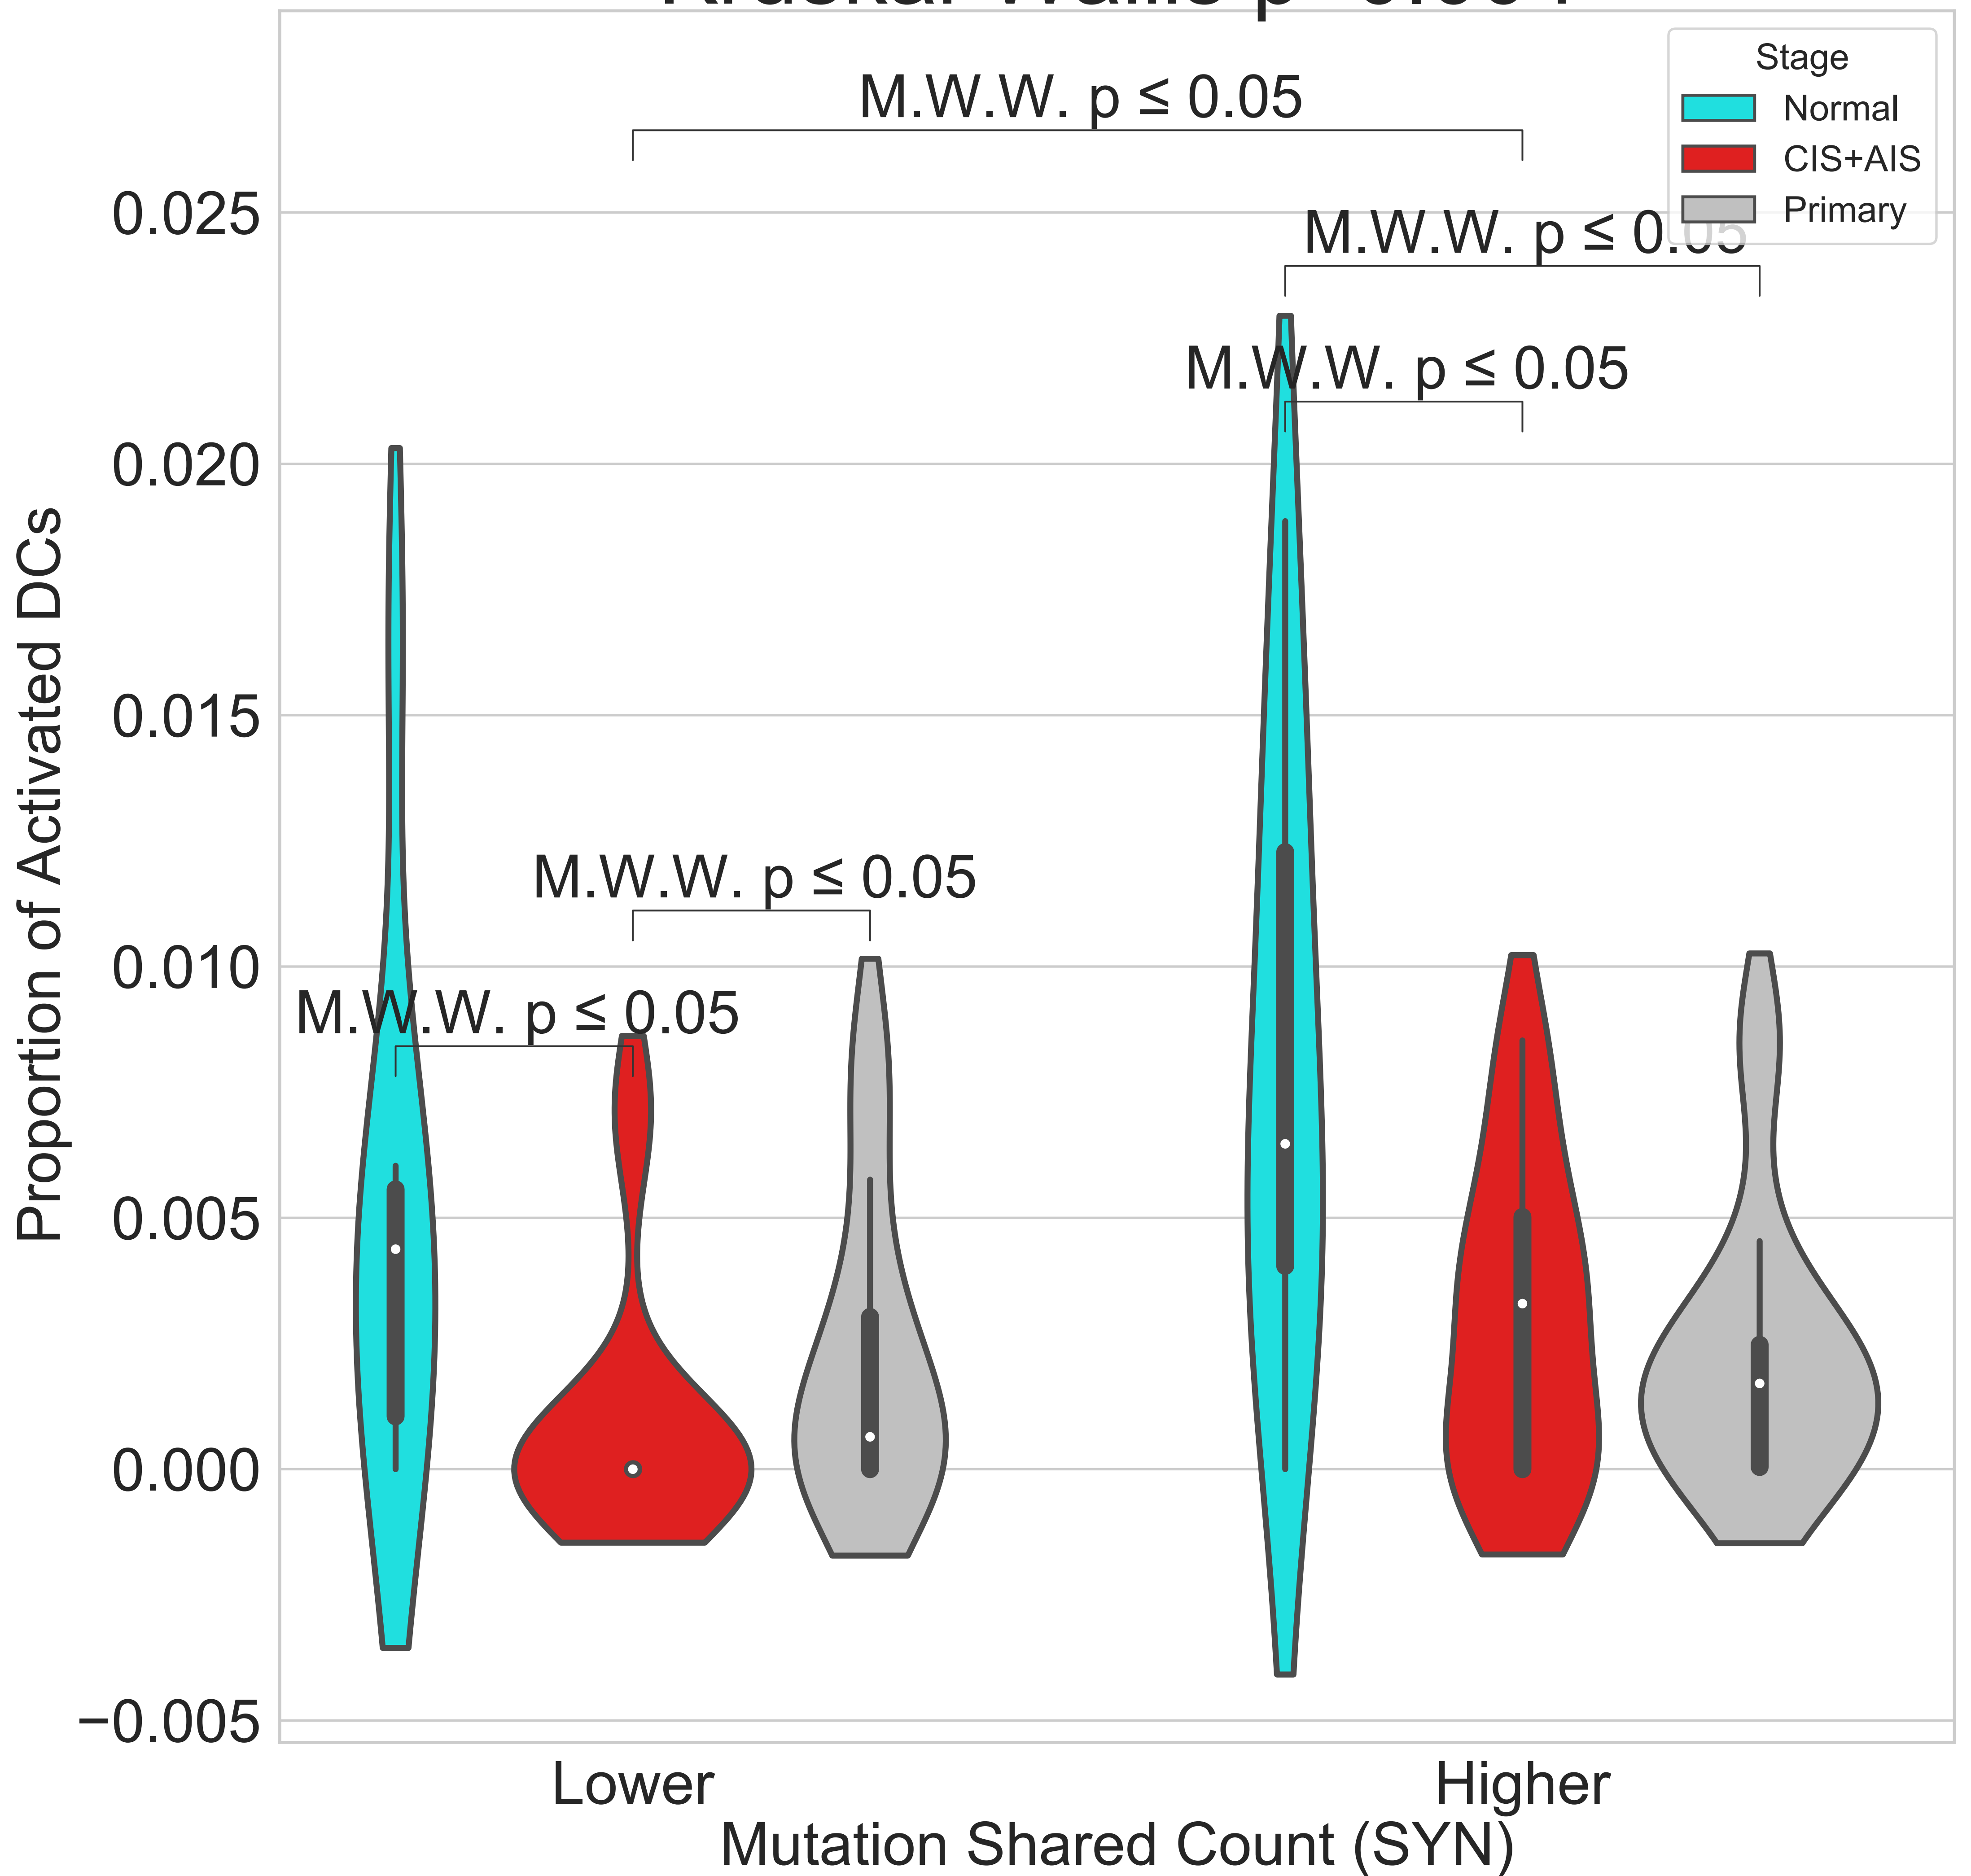 Stage
Normal
CIS+AIS
Primary
M.W.W. p ≤ 0.05
M.W.W. p ≤ 0.05
M.W.W. p ≤ 0.05
M.W.W. p ≤ 0.05
M.W.W. p ≤ 0.05
0.025
0.020
0.015
0.010
0.005
0.000
−0.005
Proportion of Activated DCs
Lower
Higher
Mutation Shared Count (SYN)